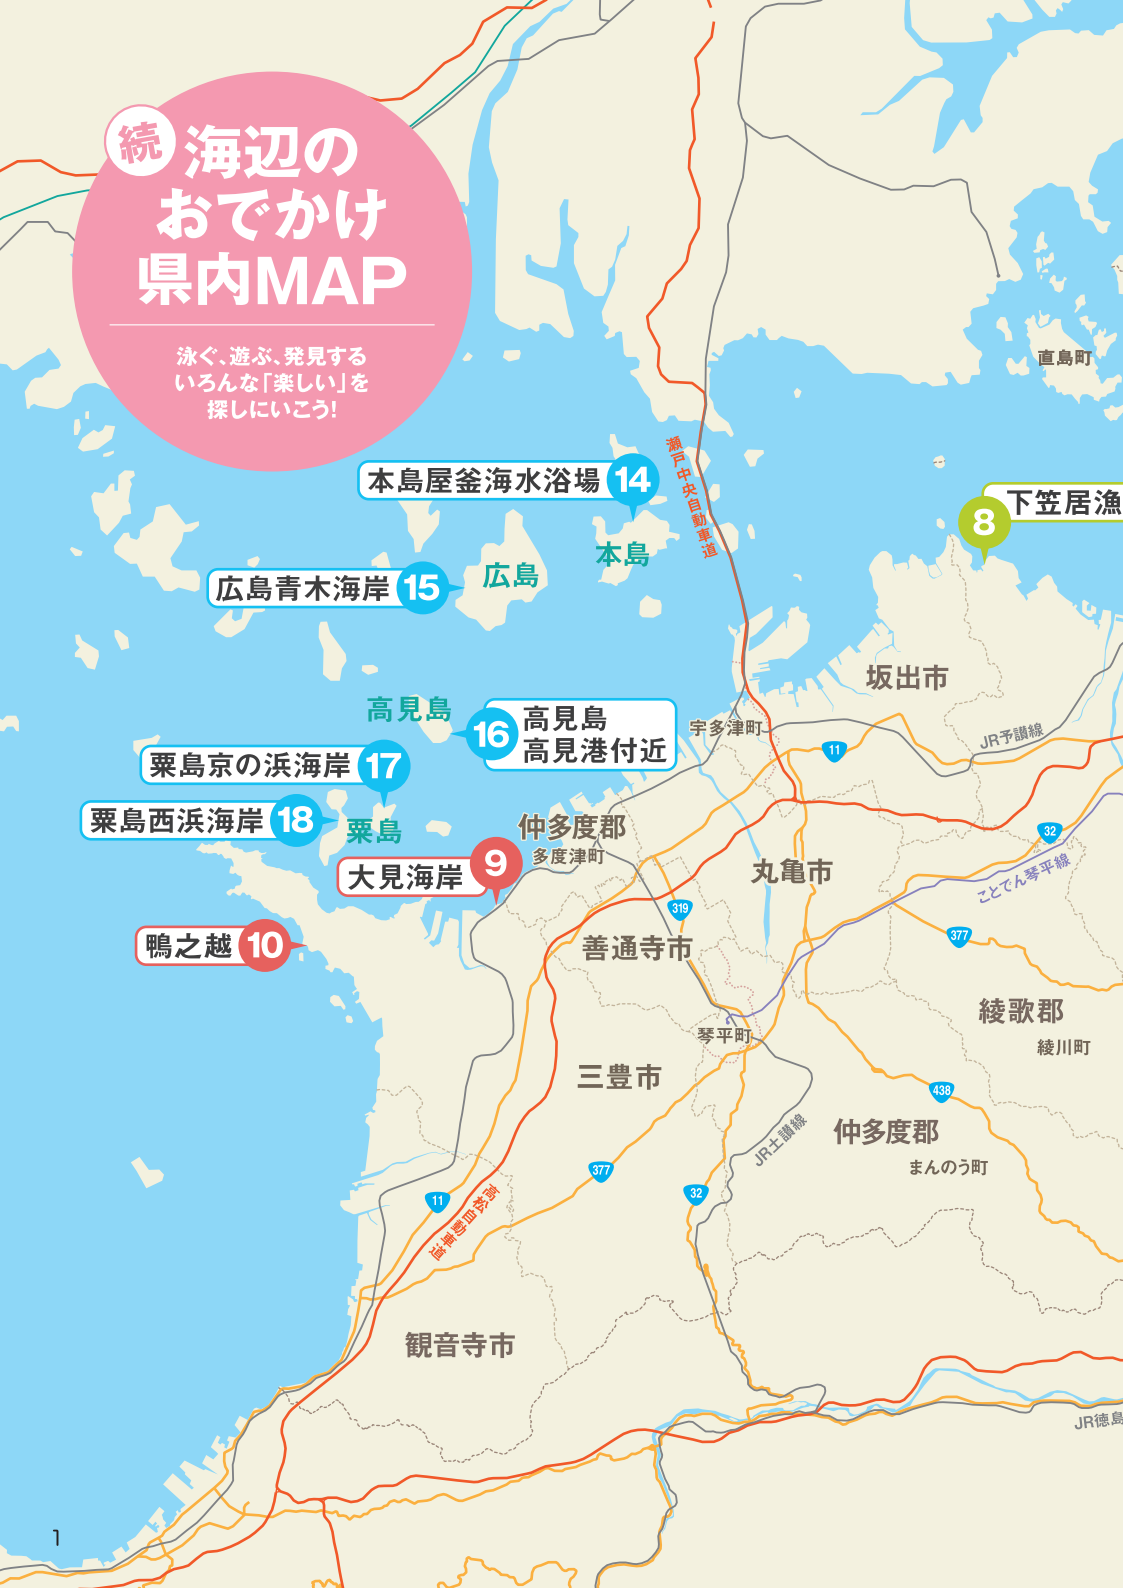 続
海辺の
おでかけ
県内MAP
泳ぐ、遊ぶ、発見する
いろんな「楽しい」を
探しにいこう!
直島町
瀬戸中央自動車道
本島屋釜海水浴場 14
8 下笠居漁
本島
広島
広島青木海岸 15
坂出市
高見島
16 高見島
高見港付近
宇多津町
JR予讃線
11
粟島京の浜海岸 17
粟島西浜海岸 18
粟島
仲多度郡
多度津町
32
大見海岸 9
丸亀市
ことでん琴平線
319
377
鴨之越 10
善通寺市
綾歌郡
綾川町
琴平町
三豊市
438
仲多度郡
まんのう町
JR土讃線
377
32
11
高松自動車道
観音寺市
JR徳島
1